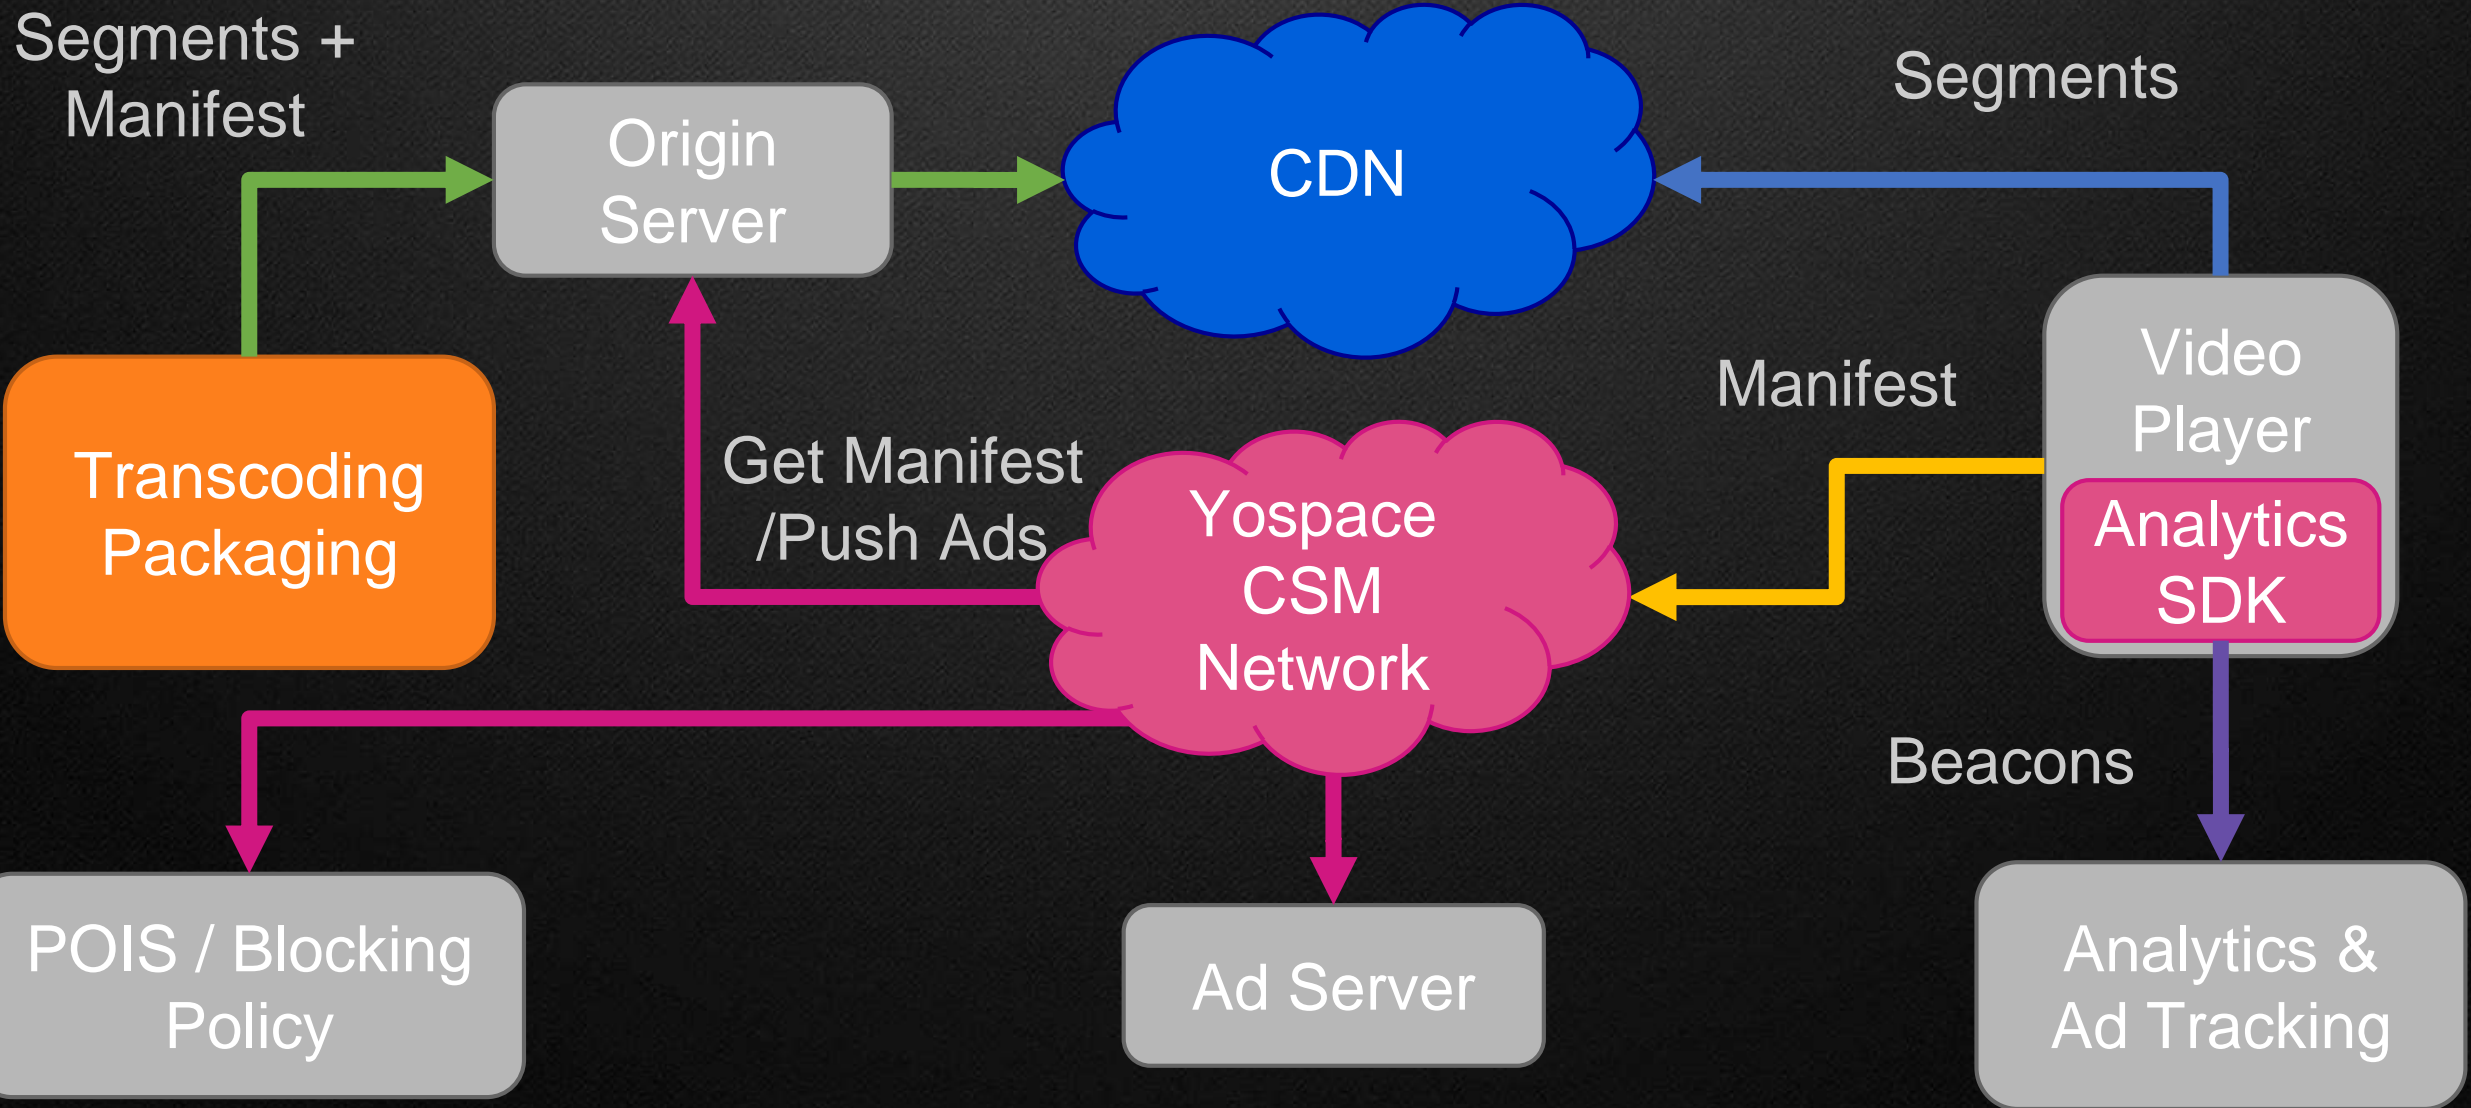 Segments +
Manifest
Origin
Server
CDN
Segments
Transcoding
Packaging
Get Manifest
/Push Ads
Yospace
CSM
Network
Manifest
Video
Player
Analytics
SDK
Beacons
POIS / Blocking
Policy
Ad Server
Analytics &
Ad Tracking